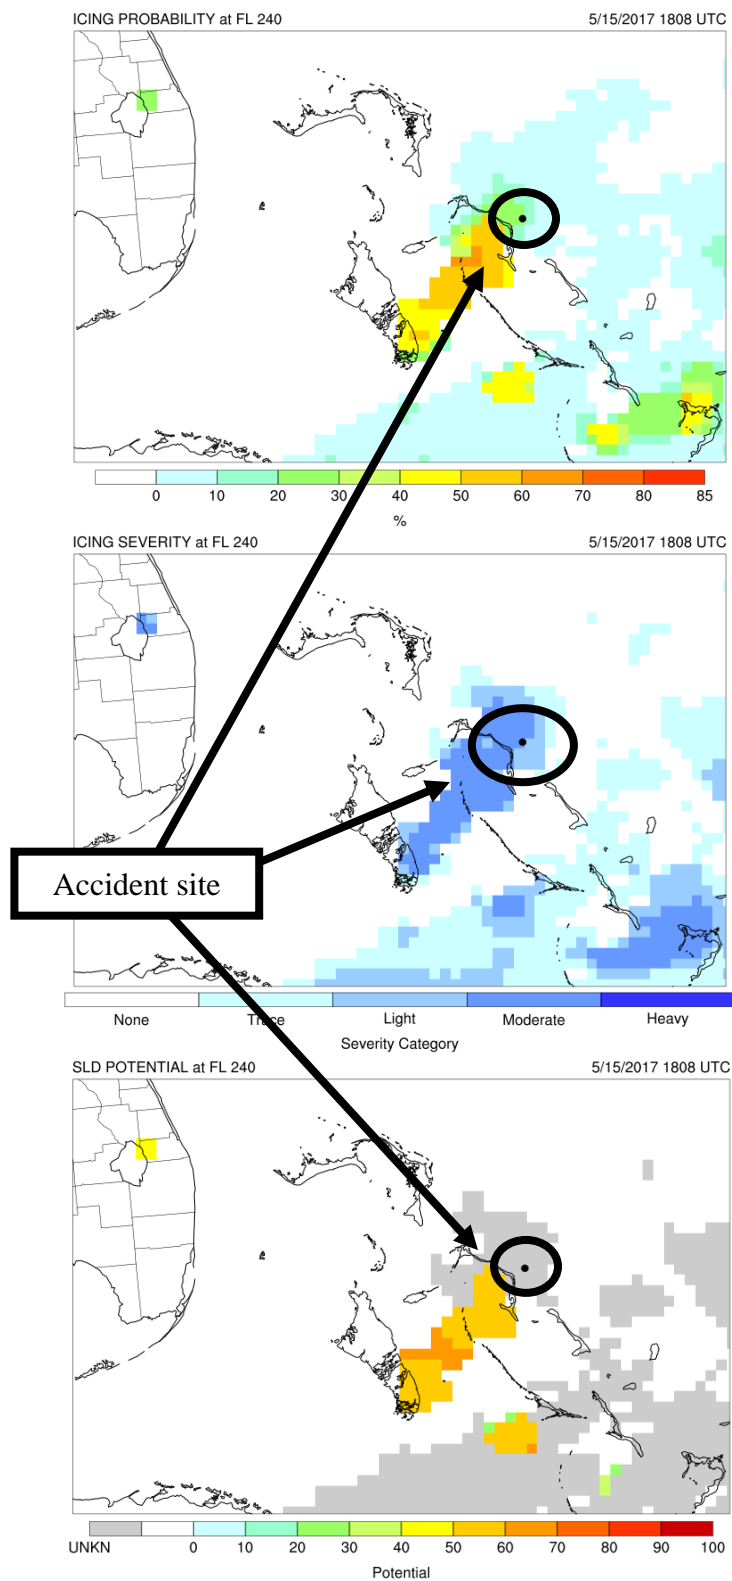 ICING PROBABILITY at FL 240 5/15/2017 1808 UTC
0 10 20 30 40 50 60 70 80 85
%
ICING SEVERITY at FL 240 5/15/2017 1808 UTC
Accident site
None Trace Light Moderate Heavy
Severity Category
SLD POTENTIAL at FL 240 5/15/2017 1808 UTC
UNKN 0 10 20 30 40 50 60 70 80 90 100
Potential